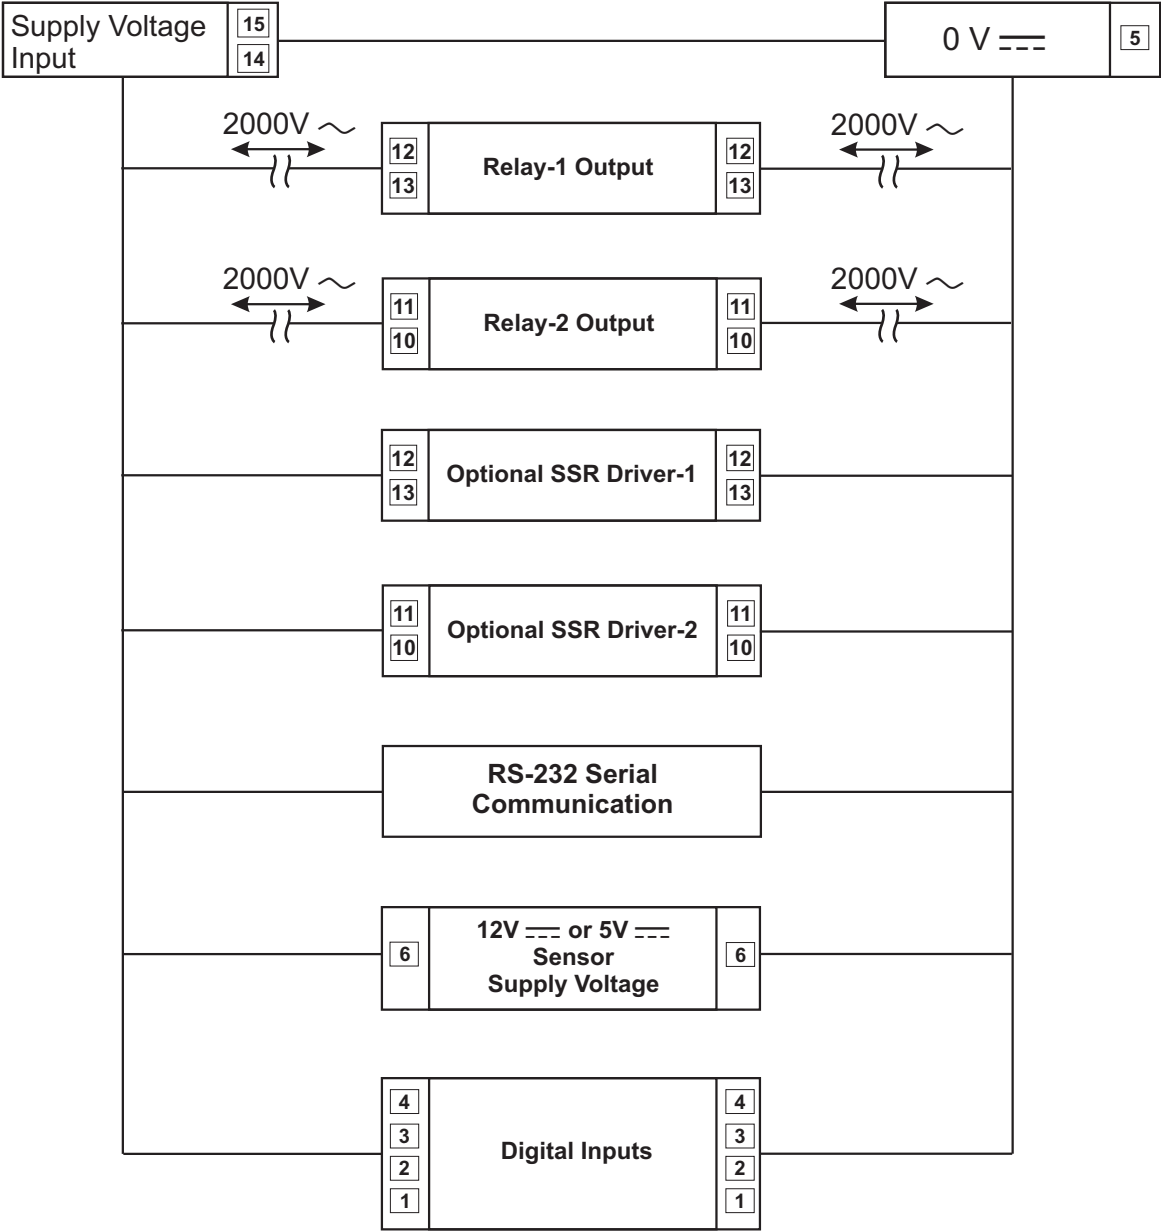 Supply Voltage
Input
15
14
0 V
5
2000V
2000V
12
13
Relay-1 Output
12
13
2000V
2000V
11
10
Relay-2 Output
11
10
12
13
Optional SSR Driver-1
12
13
11
10
Optional SSR Driver-2
11
10
RS-232 Serial
Communication
6
12V or 5V
Sensor
Supply Voltage
6
4
3
2
1
Digital Inputs
4
3
2
1